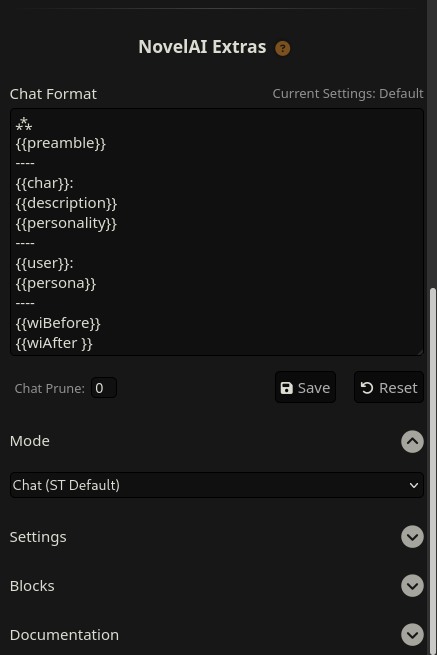 NovelAI Extras ?
Chat Format
Current Settings: Default
⁂
{{preamble}}
----
{{char}}:
{{description}}
{{personality}}
----
{{user}}:
{{persona}}
----
{{wiBefore}}
{{wiAfter }}
Chat Prune: 0
Save
Reset
Mode
Chat (ST Default)
Settings
Blocks
Documentation